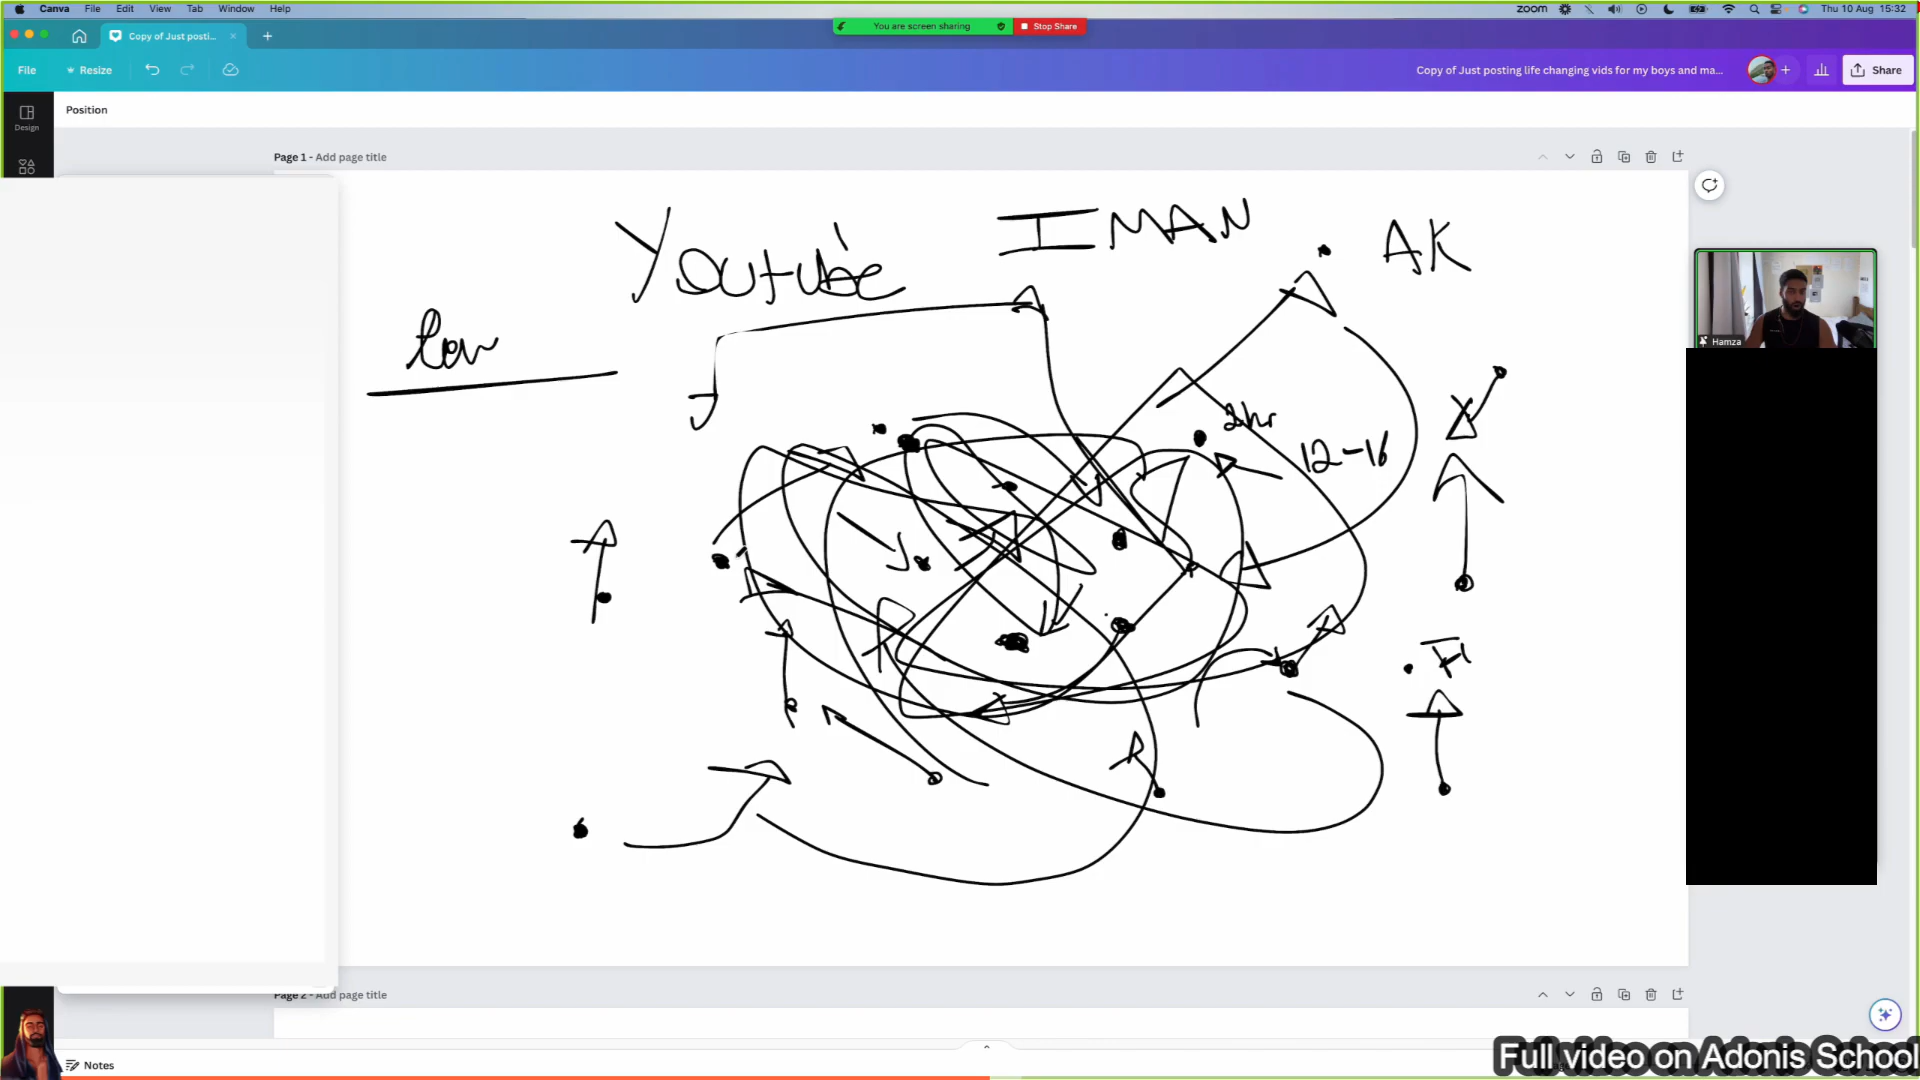 Canva File Edit View Tab Window Help
zoom Thu 10 Aug 15:32
You are screen sharing Stop Share
Copy of Just posti...
File Resize
Copy of Just posting life changing vids for my boys and ma... Share
Position
Design
Page 1 - Add page title
Youtube IMAN AK
2hr
12-16
Hamza
Page 2 - Add page title
Notes
Full video on Adonis School